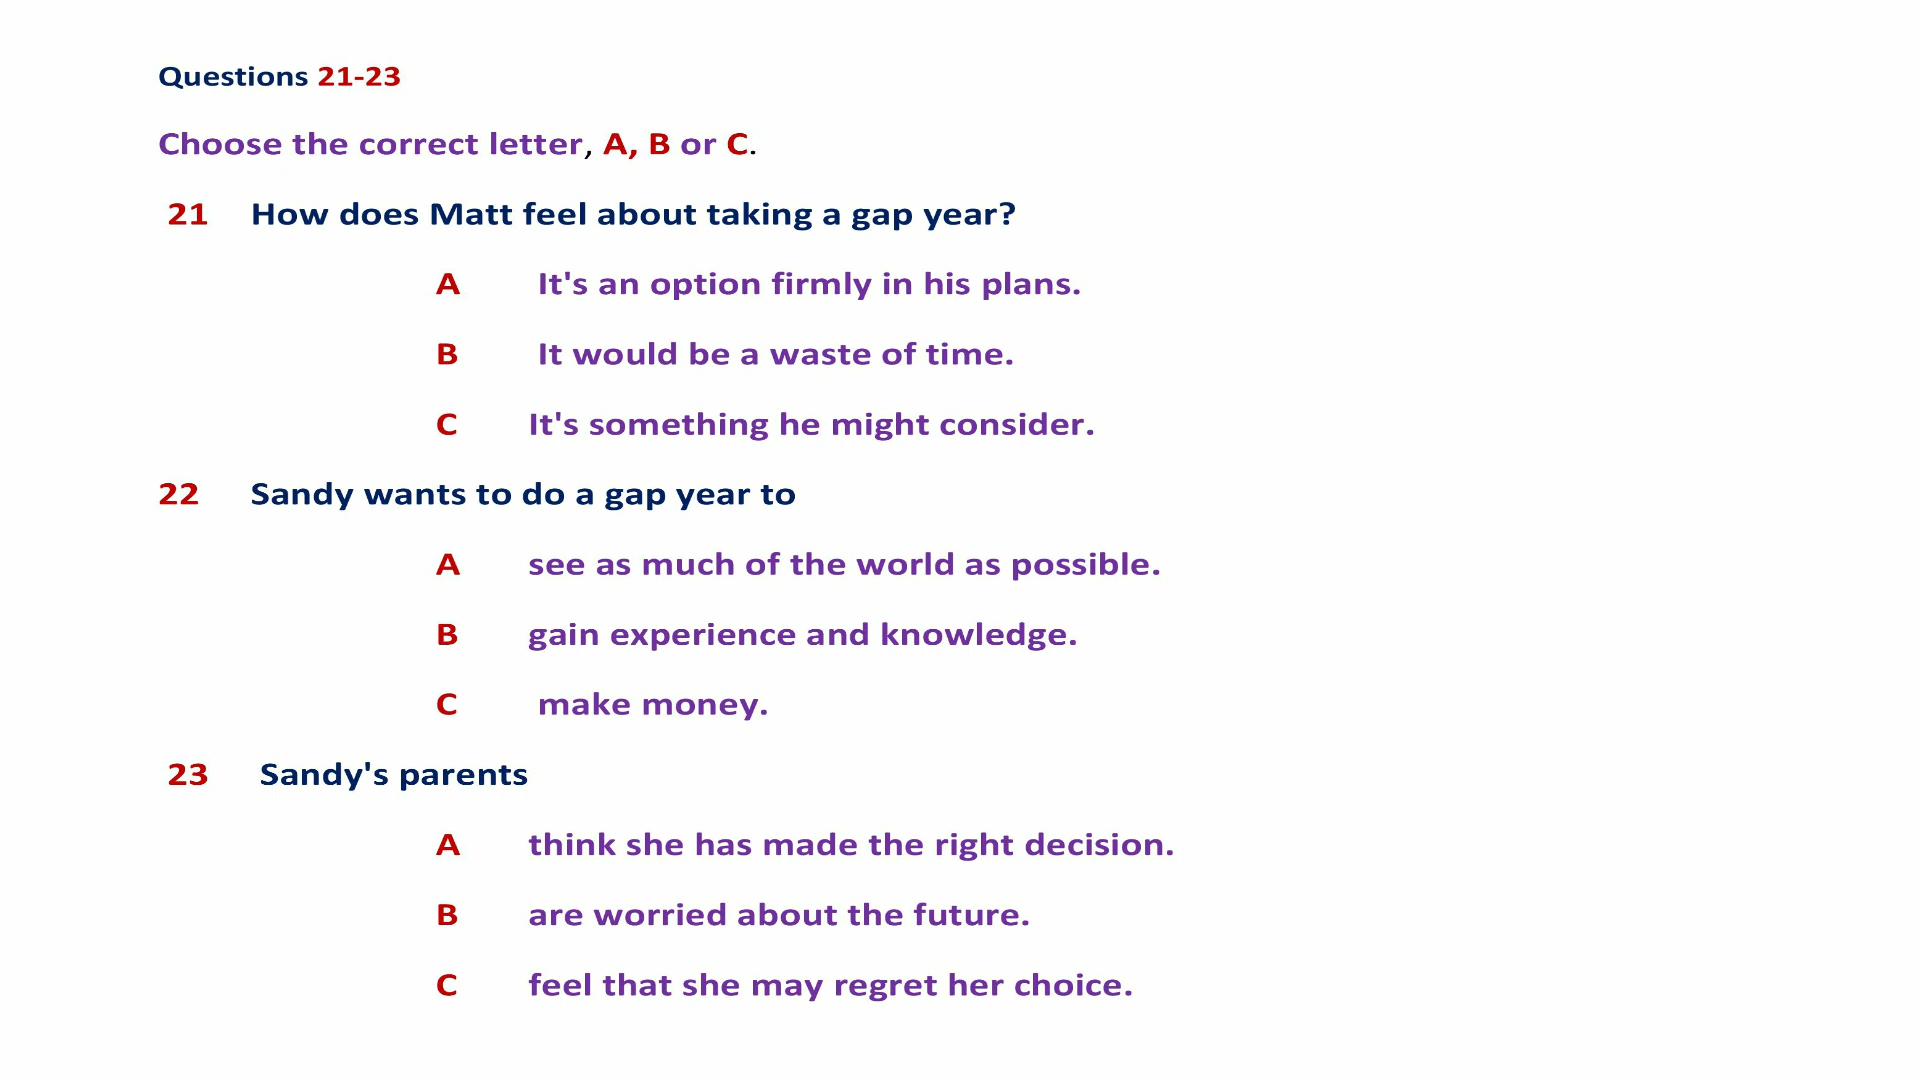 Questions 21-23
Choose the correct letter, A, B or C.
21 How does Matt feel about taking a gap year?
A It's an option firmly in his plans.
B It would be a waste of time.
C It's something he might consider.
22 Sandy wants to do a gap year to
A see as much of the world as possible.
B gain experience and knowledge.
C make money.
23 Sandy's parents
A think she has made the right decision.
B are worried about the future.
C feel that she may regret her choice.